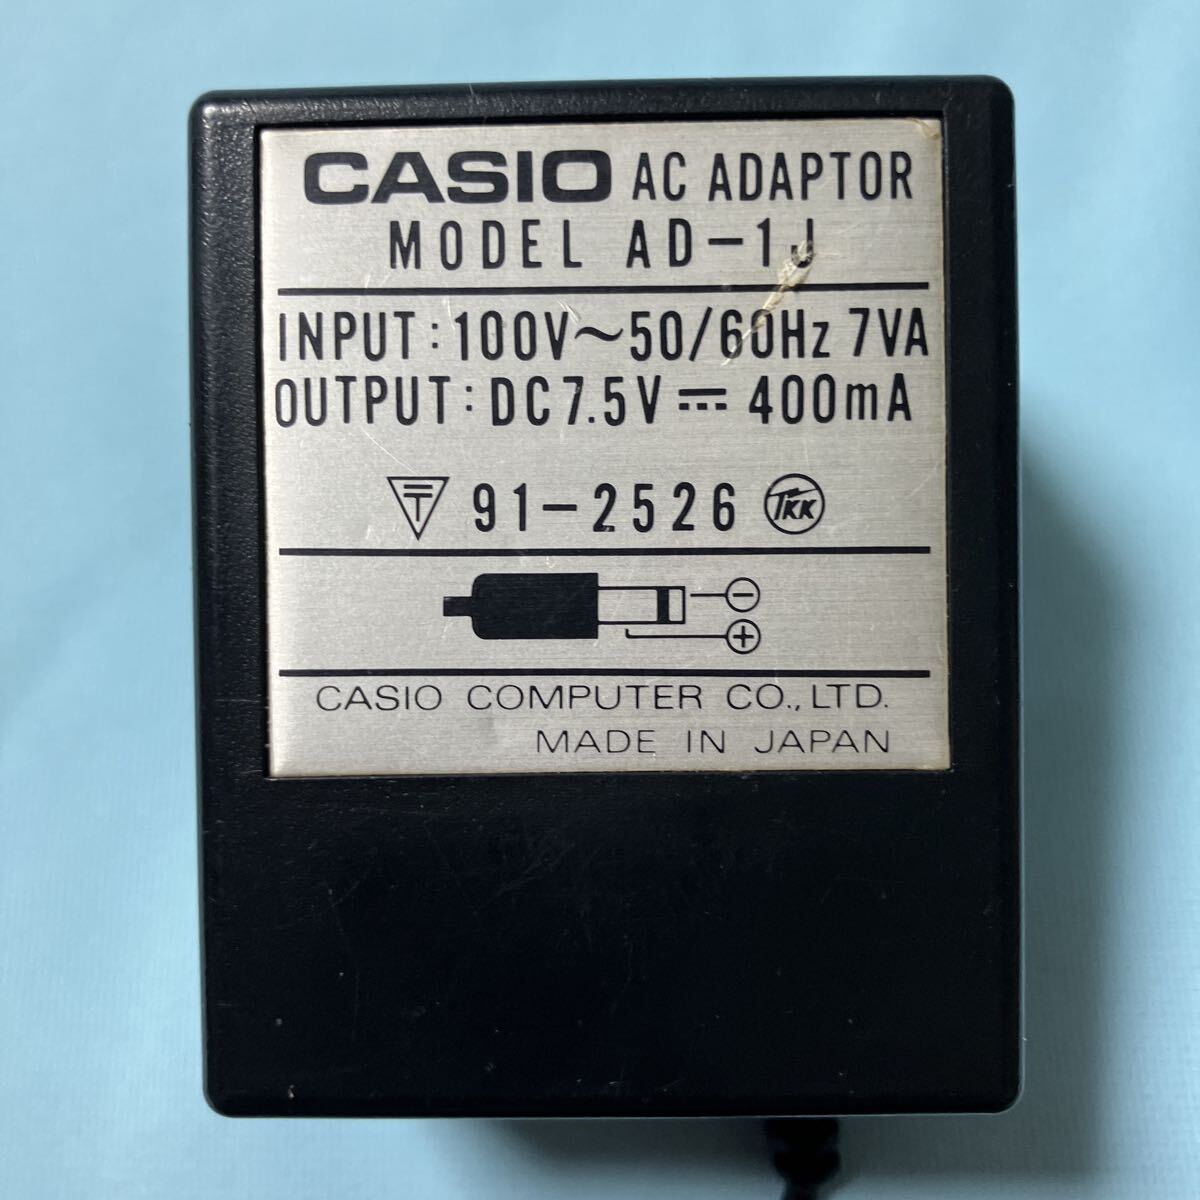 CASIO AC ADAPTOR
MODEL AD-1J
INPUT: 100V~50/60Hz 7VA
OUTPUT: DC7.5V ⎓ 400mA
〒 91-2526 TKK
− 
+
CASIO COMPUTER CO., LTD.
MADE IN JAPAN